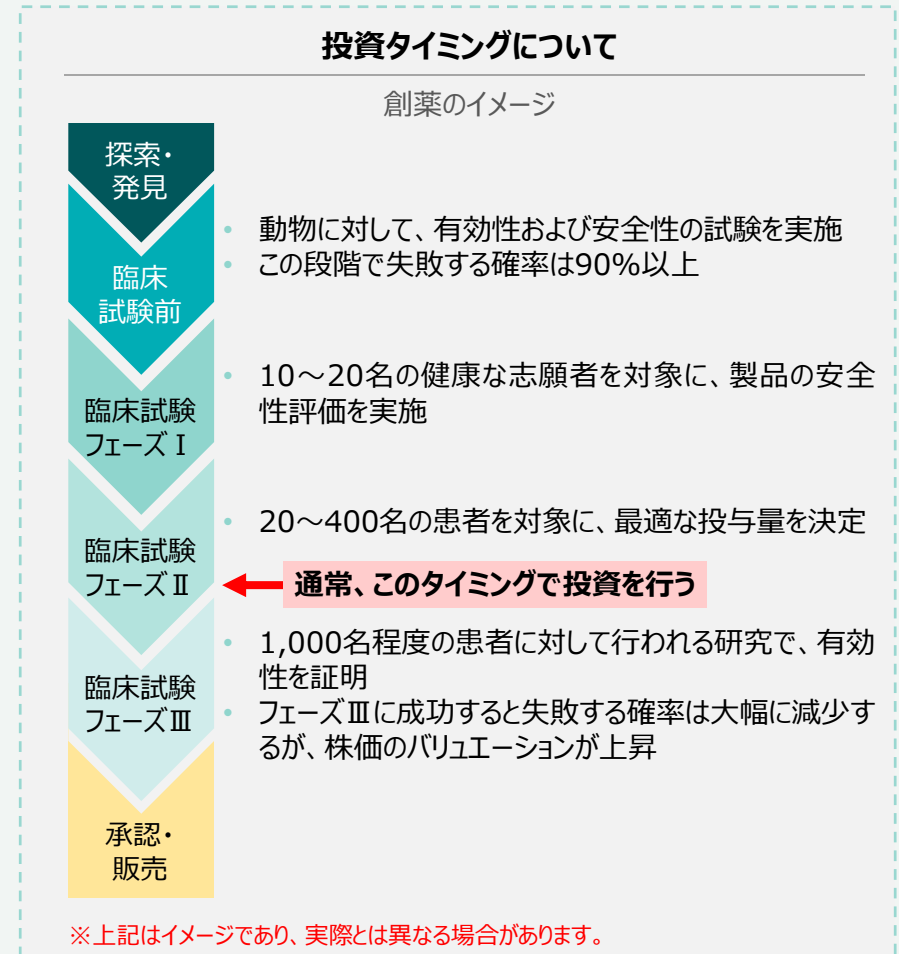 投資タイミングについて
創薬のイメージ
探索・
発見
臨床
試験前
• 動物に対して、有効性および安全性の試験を実施
• この段階で失敗する確率は90%以上
臨床試験
フェーズⅠ
• 10～20名の健康な志願者を対象に、製品の安全
性評価を実施
臨床試験
フェーズⅡ
• 20～400名の患者を対象に、最適な投与量を決定
通常、このタイミングで投資を行う
臨床試験
フェーズⅢ
• 1,000名程度の患者に対して行われる研究で、有効
性を証明
• フェーズⅢに成功すると失敗する確率は大幅に減少す
るが、株価のバリュエーションが上昇
承認・
販売
※上記はイメージであり、実際とは異なる場合があります。